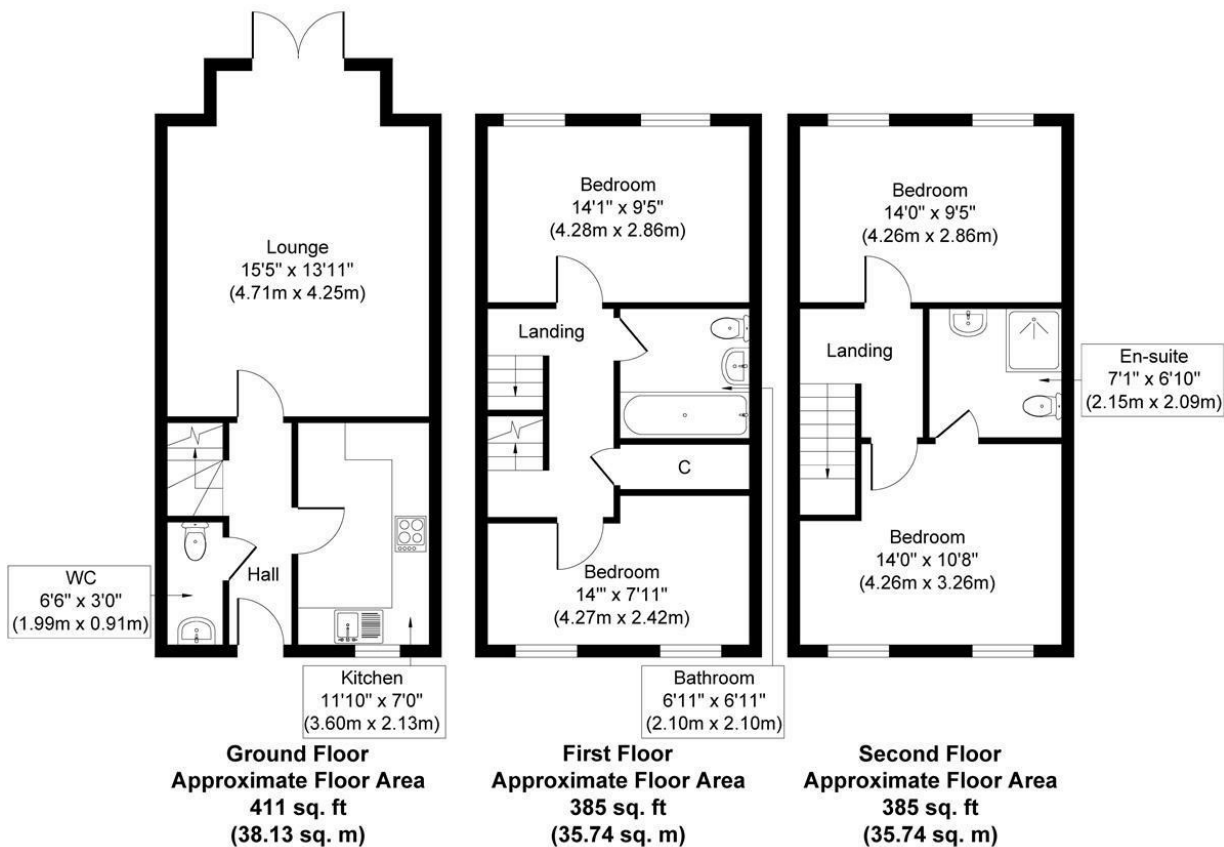 Lounge
15'5" x 13'11"
(4.71m x 4.25m)
WC
6'6" x 3'0"
(1.99m x 0.91m)
Hall
Kitchen
11'10" x 7'0"
(3.60m x 2.13m)
Ground Floor
Approximate Floor Area
411 sq. ft
(38.13 sq. m)
Bedroom
14'1" x 9'5"
(4.28m x 2.86m)
Landing
C
Bedroom
14'" x 7'11"
(4.27m x 2.42m)
Bathroom
6'11" x 6'11"
(2.10m x 2.10m)
First Floor
Approximate Floor Area
385 sq. ft
(35.74 sq. m)
Bedroom
14'0" x 9'5"
(4.26m x 2.86m)
Landing
En-suite
7'1" x 6'10"
(2.15m x 2.09m)
Bedroom
14'0" x 10'8"
(4.26m x 3.26m)
Second Floor
Approximate Floor Area
385 sq. ft
(35.74 sq. m)